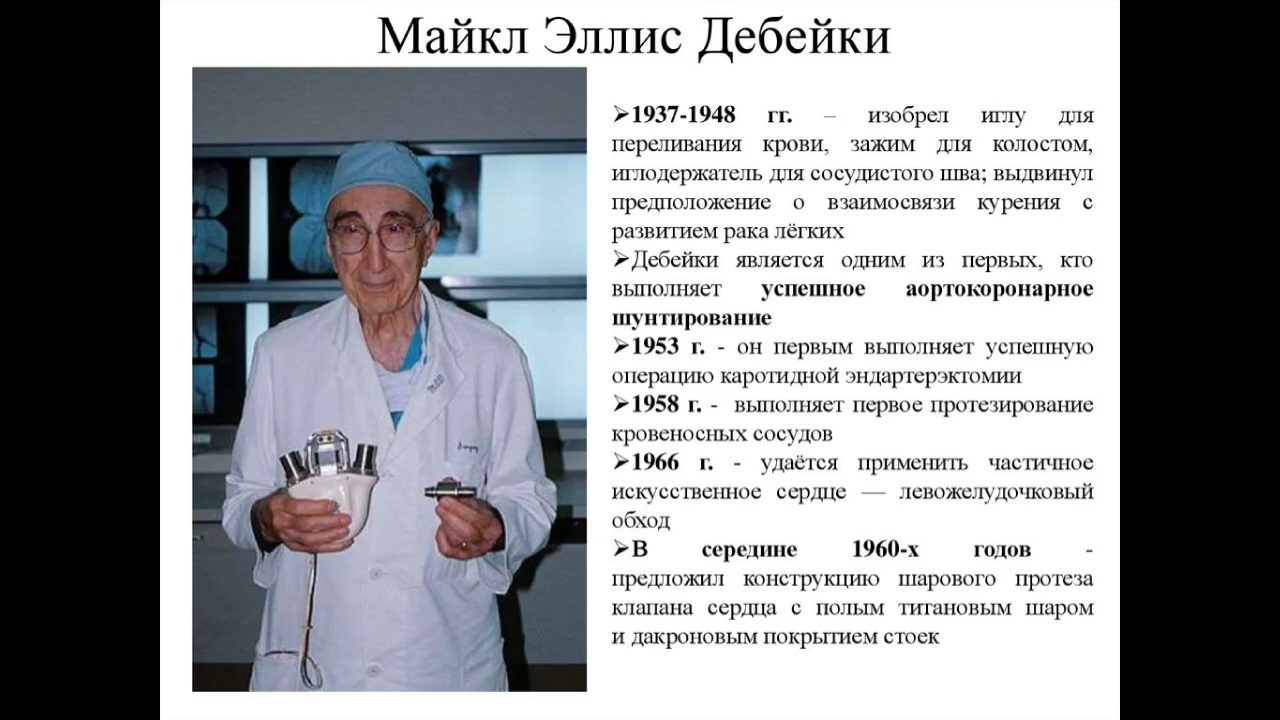 Майкл Эллис Дебейки
➢1937-1948 гг. – изобрел иглу для
переливания крови, зажим для колостом,
иглодержатель для сосудистого шва; выдвинул
предположение о взаимосвязи курения с
развитием рака лёгких
➢Дебейки является одним из первых, кто
выполняет успешное аортокоронарное
шунтирование
➢1953 г. - он первым выполняет успешную
операцию каротидной эндартерэктомии
➢1958 г. - выполняет первое протезирование
кровеносных сосудов
➢1966 г. - удаётся применить частичное
искусственное сердце — левожелудочковый
обход
➢В середине 1960-х годов -
предложил конструкцию шарового протеза
клапана сердца с полым титановым шаром
и дакроновым покрытием стоек